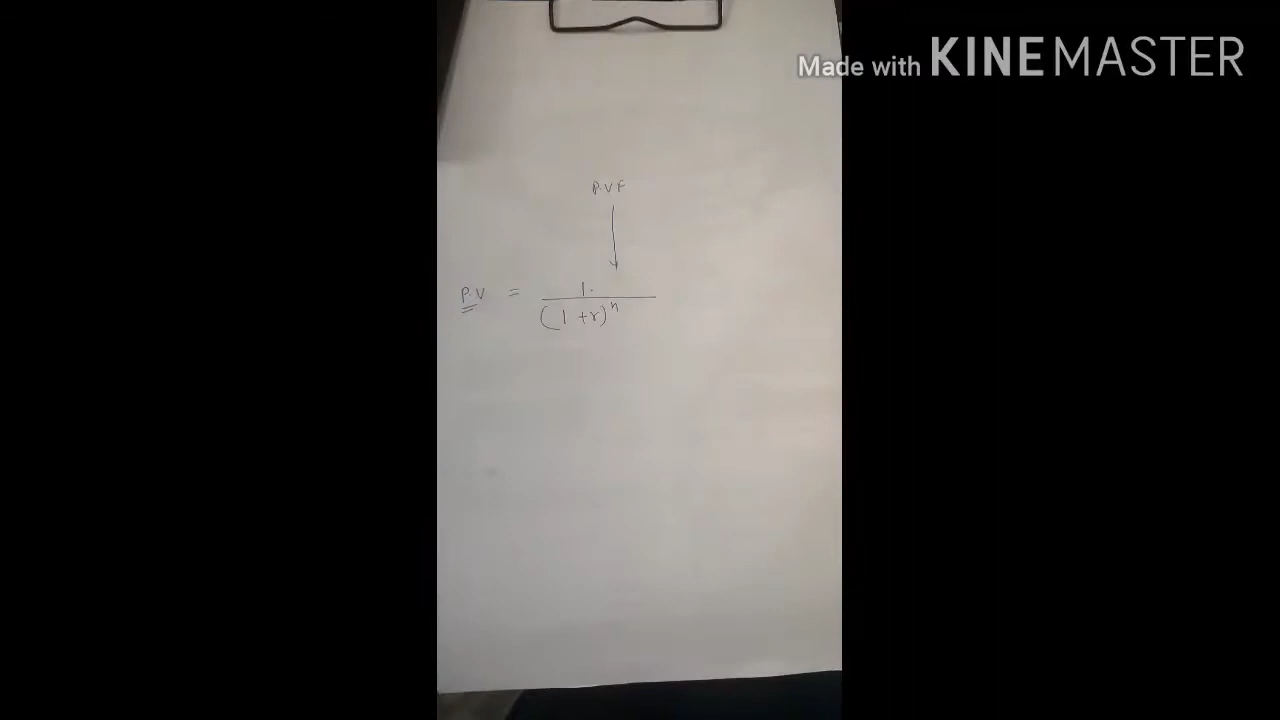 Made with KINEMASTER
P.V.F
↓
P.V = 1.
(1+r)^n